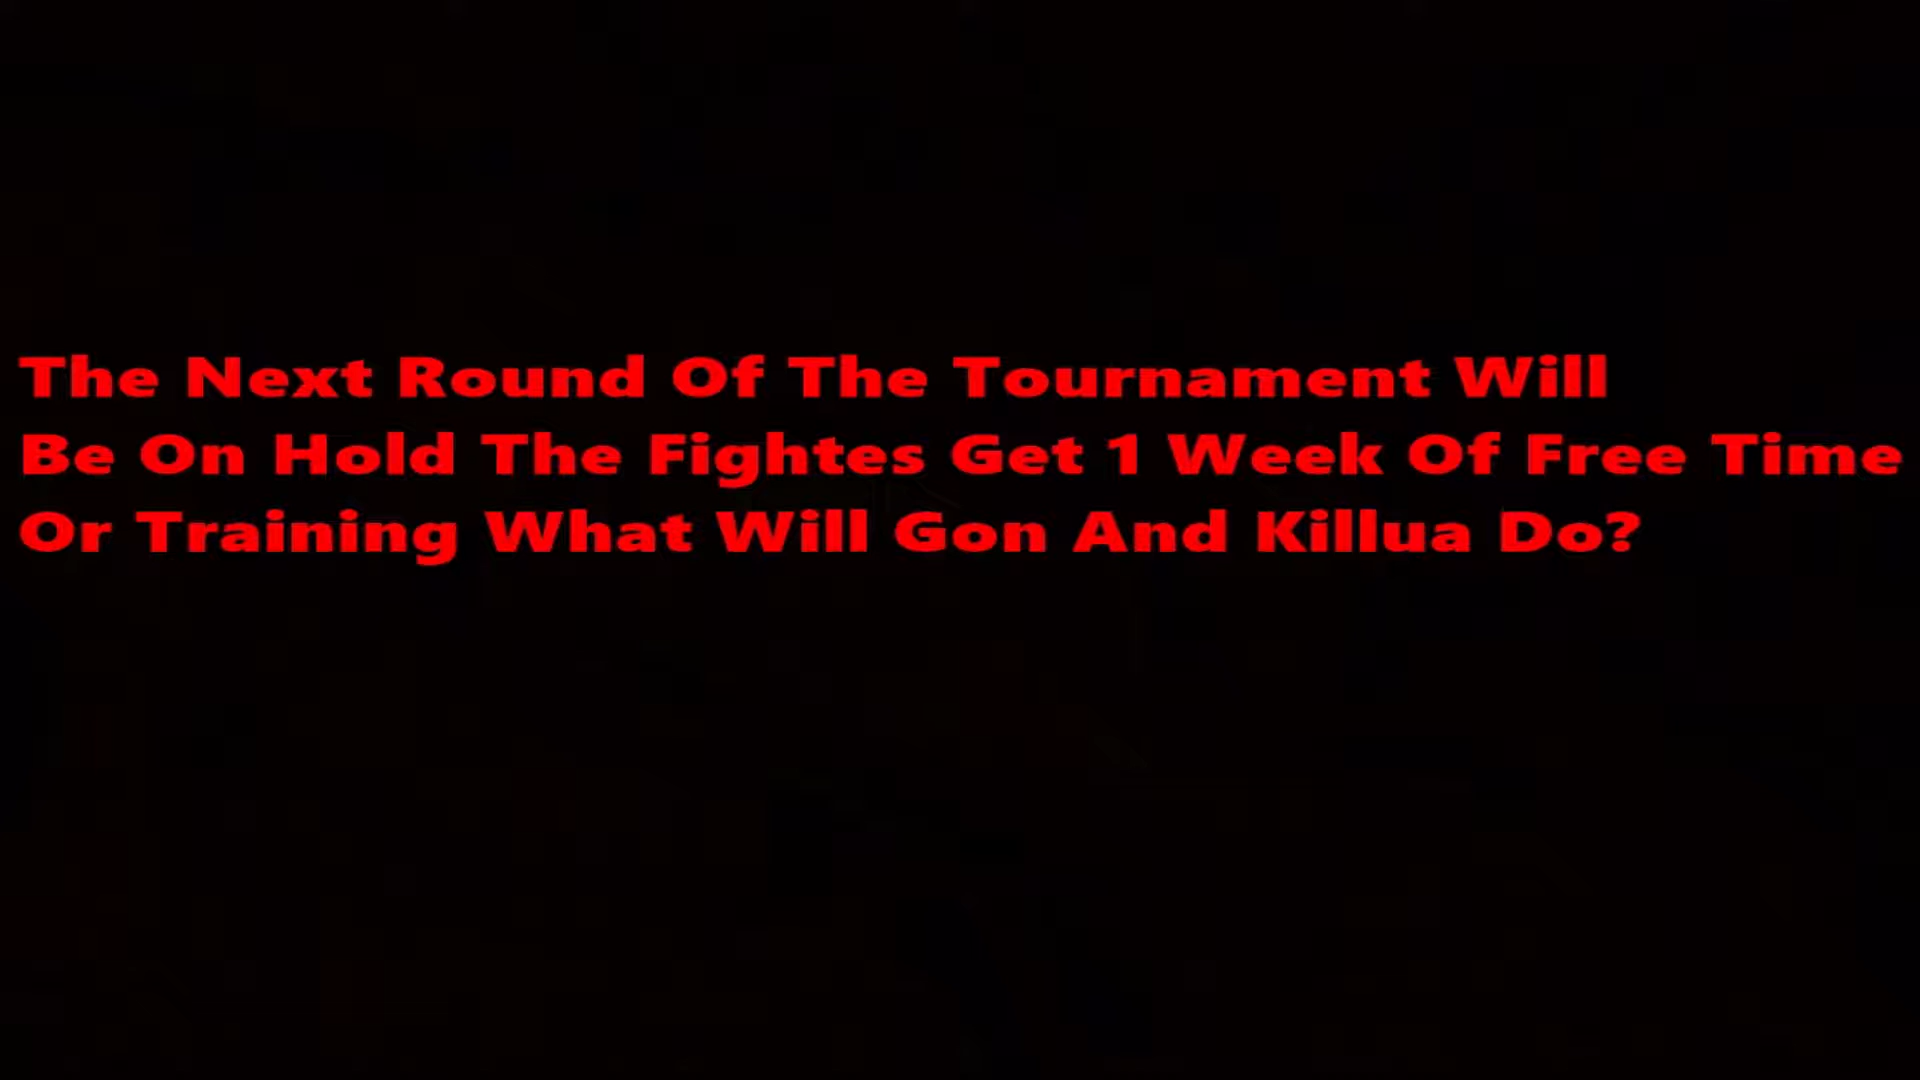 The Next Round Of The Tournament Will
Be On Hold The Fightes Get 1 Week Of Free Time
Or Training What Will Gon And Killua Do?